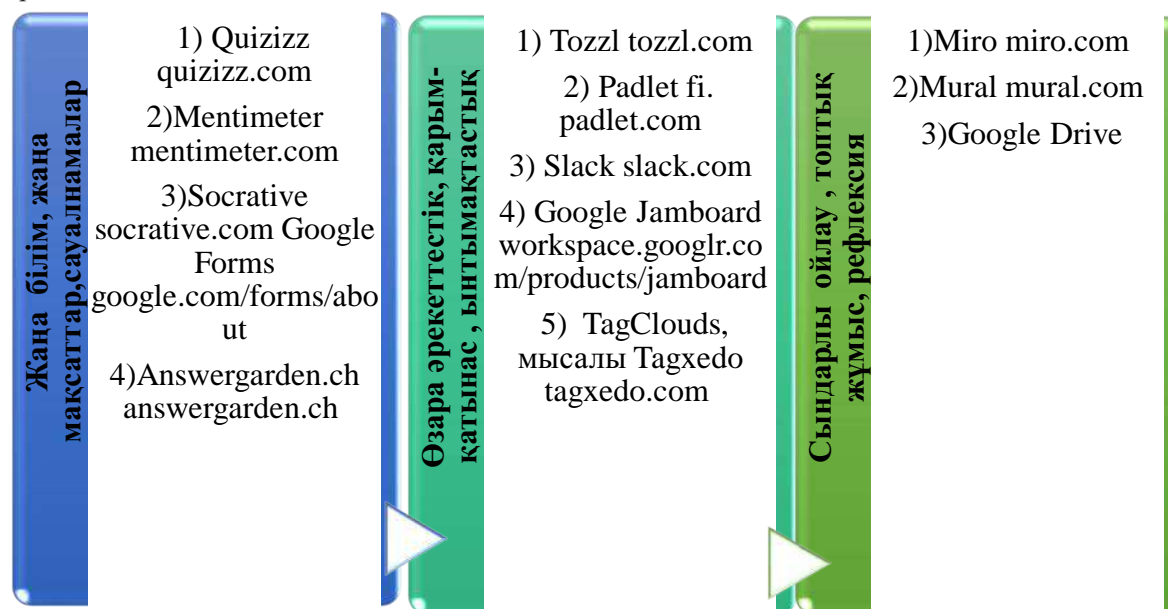 Жаңа білім, жаңа
мақсаттар,сауалнамалар
1) Quizizz
quizizz.com
2)Mentimeter
mentimeter.com
3)Socrative
socrative.com Google
Forms
google.com/forms/abo
ut
4)Answergarden.ch
answergarden.ch
Өзара әрекеттестік, қарым-
қатынас , ынтымақтастық
1) Tozzl tozzl.com
2) Padlet fi.
padlet.com
3) Slack slack.com
4) Google Jamboard
workspace.googlr.co
m/products/jamboard
5) TagClouds,
мысалы Tagxedo
tagxedo.com
Сындарлы ойлау , топтық
жұмыс, рефлексия
1)Miro miro.com
2)Mural mural.com
3)Google Drive